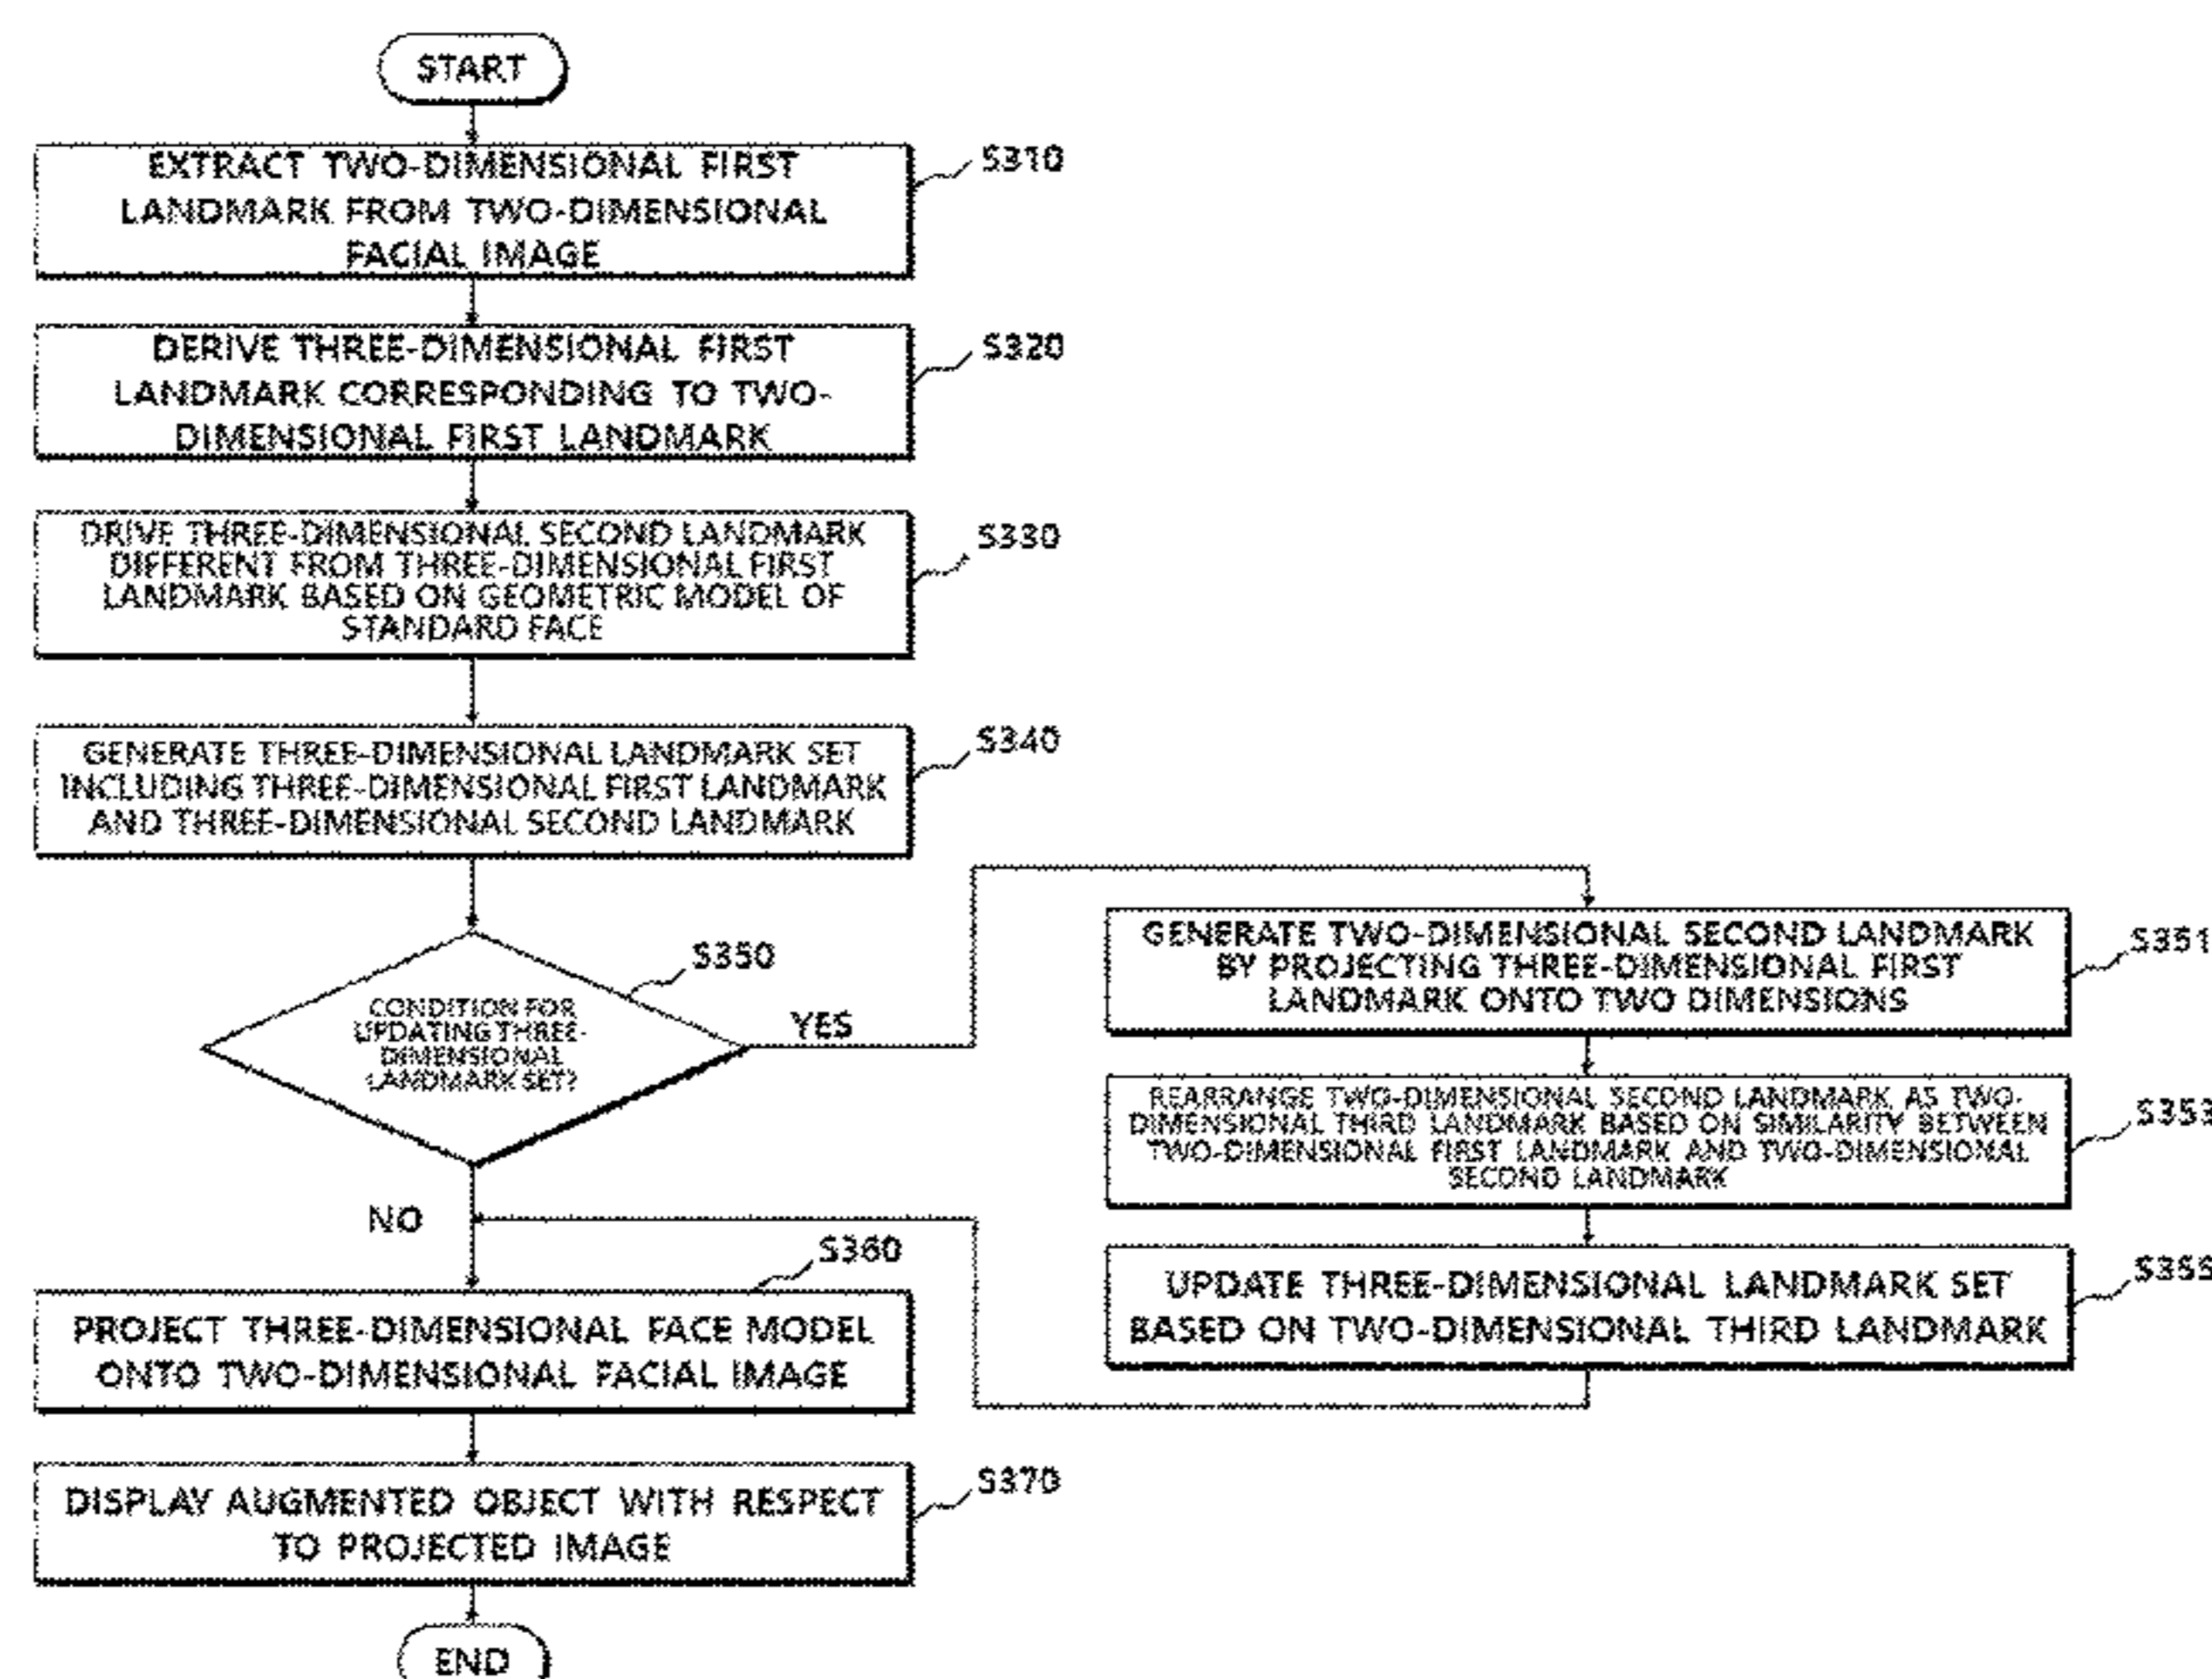 START
EXTRACT TWO-DIMENSIONAL FIRST
LANDMARK FROM TWO-DIMENSIONAL
FACIAL IMAGE
S310
DERIVE THREE-DIMENSIONAL FIRST
LANDMARK CORRESPONDING TO TWO-
DIMENSIONAL FIRST LANDMARK
S320
DRIVE THREE-DIMENSIONAL SECOND LANDMARK
DIFFERENT FROM THREE-DIMENSIONAL FIRST
LANDMARK BASED ON GEOMETRIC MODEL OF
STANDARD FACE
S330
GENERATE THREE-DIMENSIONAL LANDMARK SET
INCLUDING THREE-DIMENSIONAL FIRST LANDMARK
AND THREE-DIMENSIONAL SECOND LANDMARK
S340
CONDITION FOR
UPDATING THREE-
DIMENSIONAL
LANDMARK SET?
S350
YES
NO
GENERATE TWO-DIMENSIONAL SECOND LANDMARK
BY PROJECTING THREE-DIMENSIONAL FIRST
LANDMARK ONTO TWO DIMENSIONS
S351
REARRANGE TWO-DIMENSIONAL SECOND LANDMARK AS TWO-
DIMENSIONAL THIRD LANDMARK BASED ON SIMILARITY BETWEEN
TWO-DIMENSIONAL FIRST LANDMARK AND TWO-DIMENSIONAL
SECOND LANDMARK
S353
UPDATE THREE-DIMENSIONAL LANDMARK SET
BASED ON TWO-DIMENSIONAL THIRD LANDMARK
S355
PROJECT THREE-DIMENSIONAL FACE MODEL
ONTO TWO-DIMENSIONAL FACIAL IMAGE
S360
DISPLAY AUGMENTED OBJECT WITH RESPECT
TO PROJECTED IMAGE
S370
END